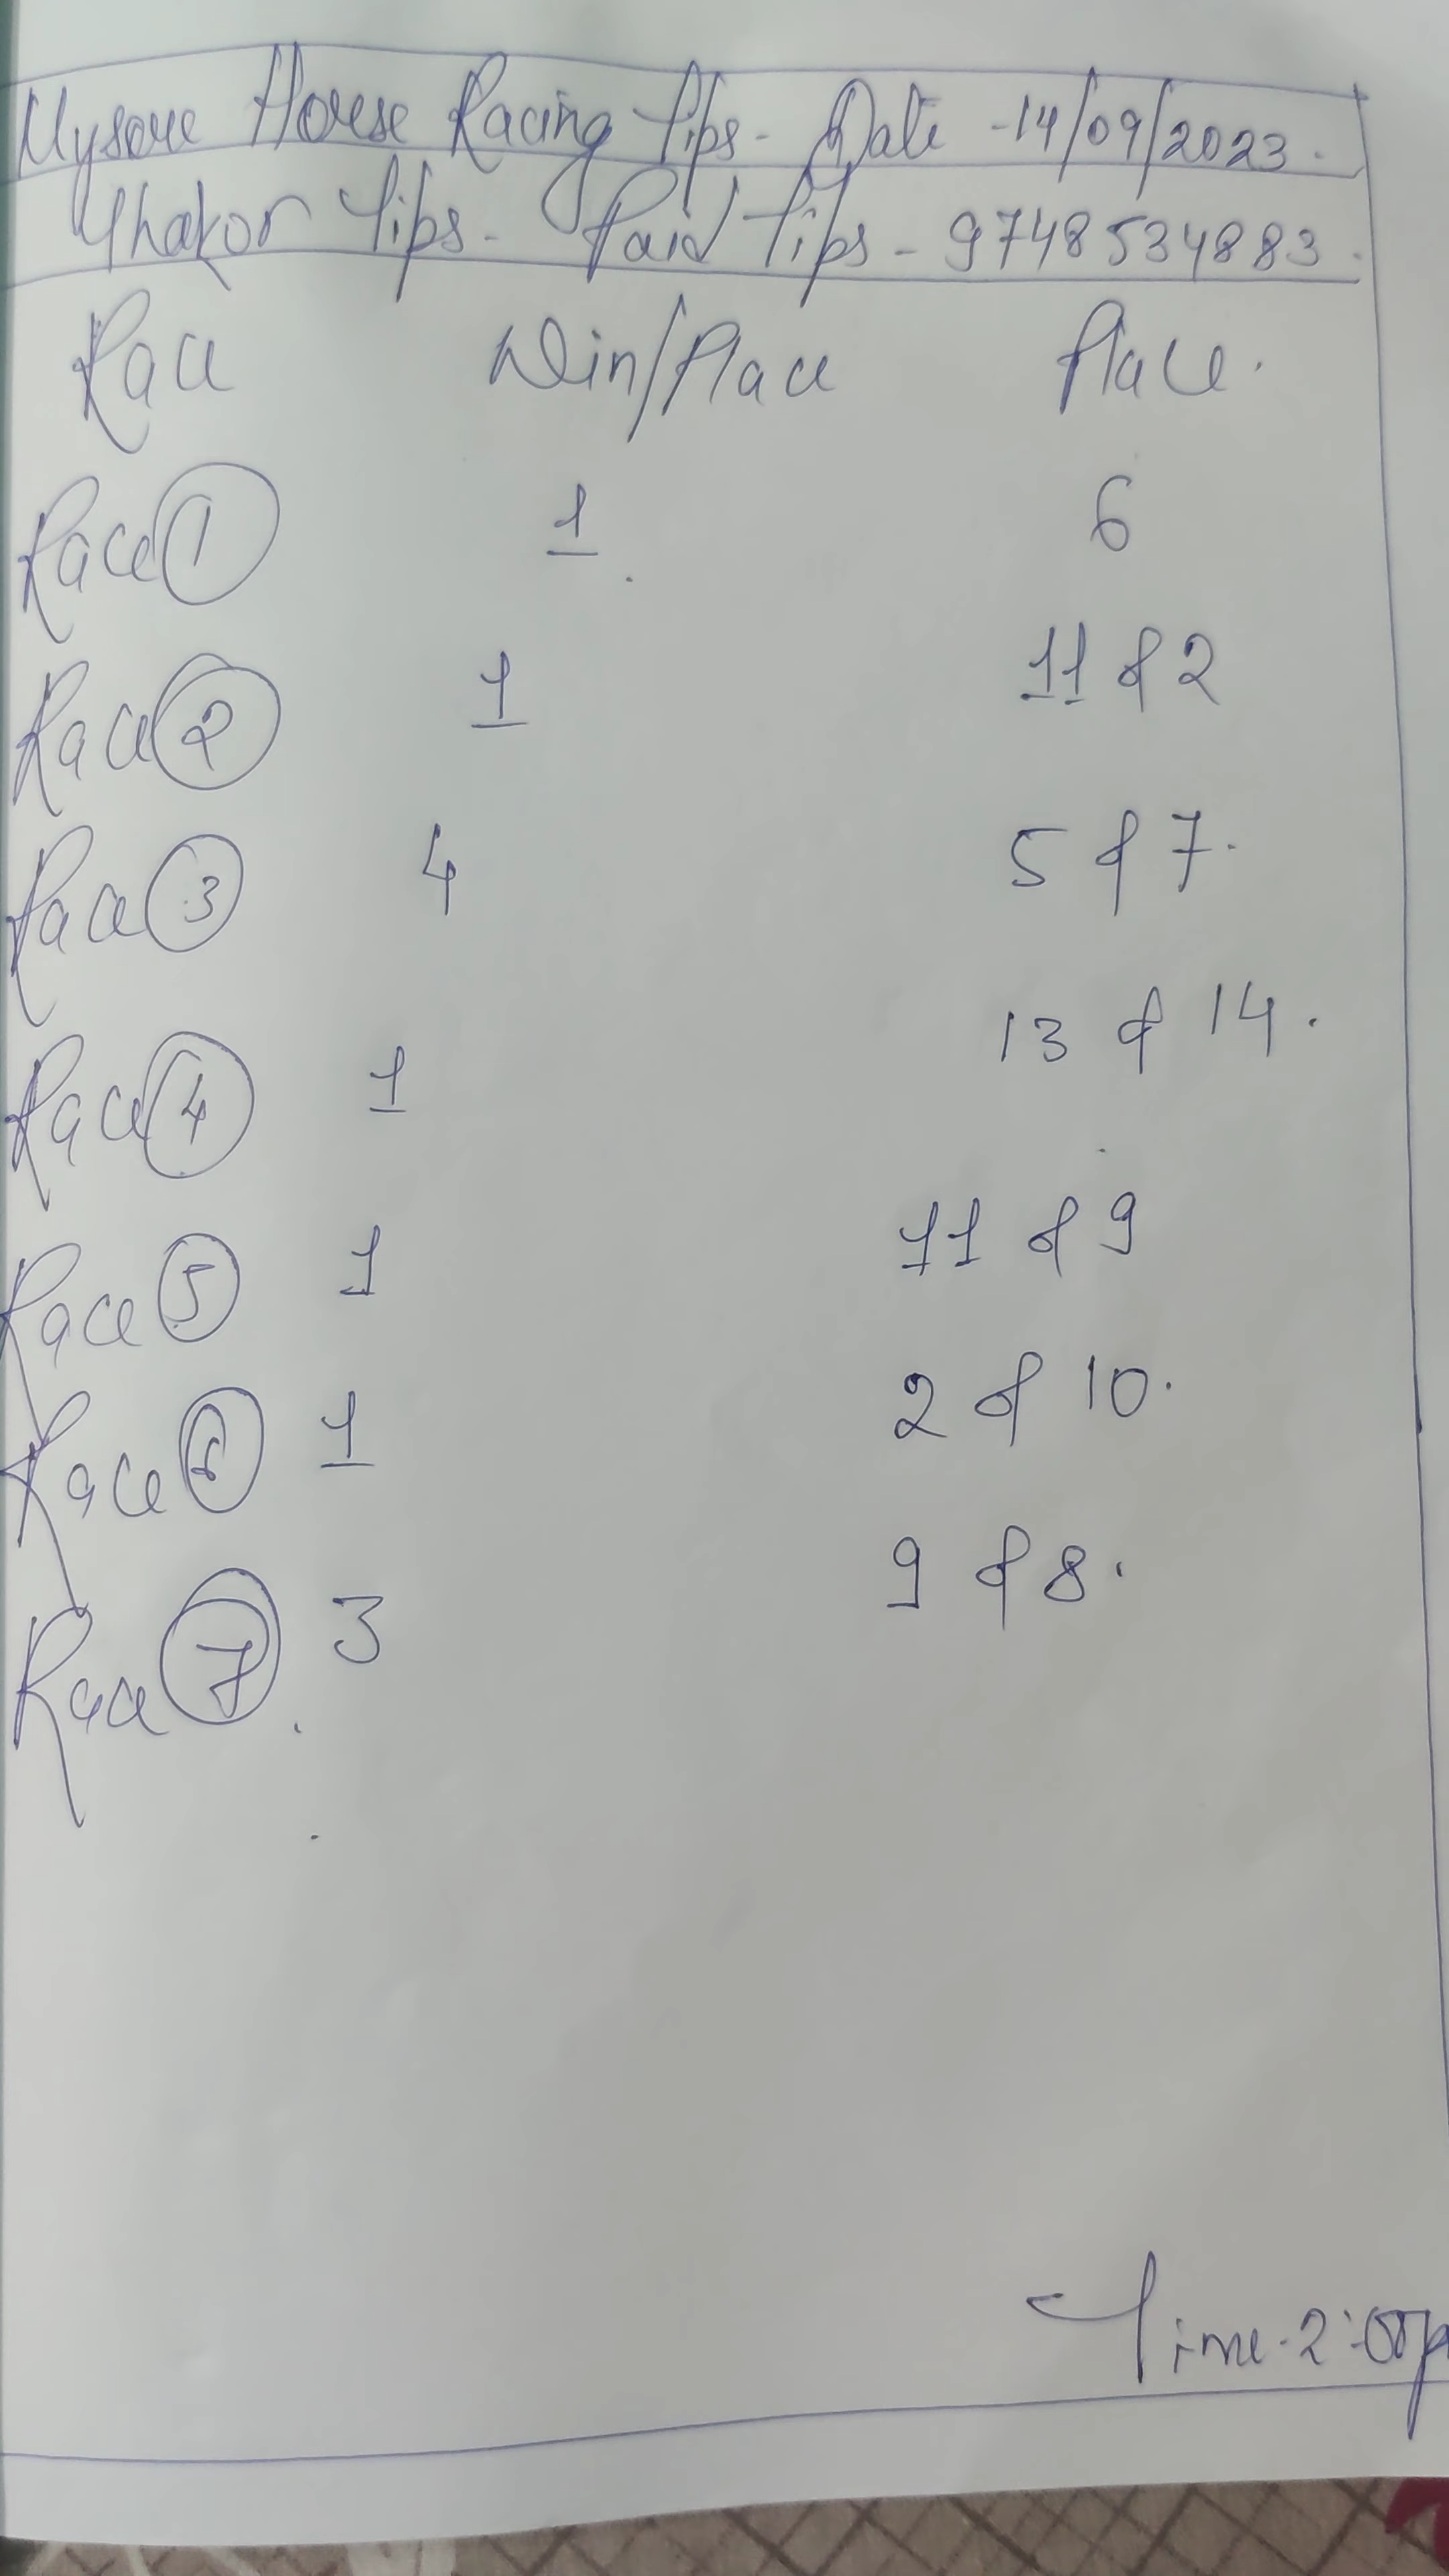 Mysore Horse Racing Tips- Date -14/09/2023.
Thakor Tips- Paid Tips - 9748534883.
Race Win/Place Place.
Race 1 1 6
Race 2 1 11 & 2
Race 3 4 5 & 7.
Race 4 1 13 & 14.
Race 5 1 11 & 9
Race 6 1 2 & 10.
Race 7 3 9 & 8.
Time-2: